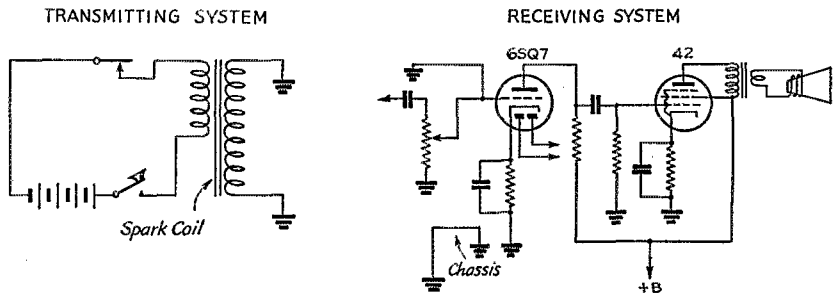 TRANSMITTING SYSTEM
RECEIVING SYSTEM
6SQ7
42
Spark Coil
Chassis
+B